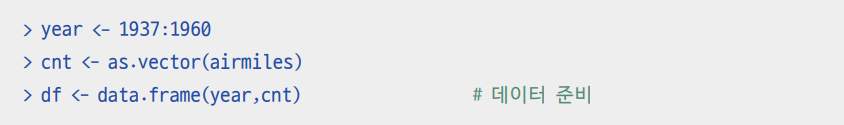 > year <- 1937:1960
> cnt <- as.vector(airmiles)
> df <- data.frame(year,cnt) # 데이터 준비